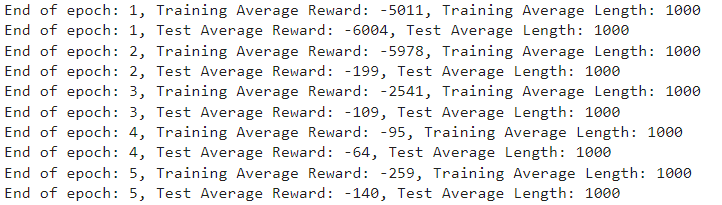 End of epoch: 1, Training Average Reward: -5011, Training Average Length: 1000
End of epoch: 1, Test Average Reward: -6004, Test Average Length: 1000
End of epoch: 2, Training Average Reward: -5978, Training Average Length: 1000
End of epoch: 2, Test Average Reward: -199, Test Average Length: 1000
End of epoch: 3, Training Average Reward: -2541, Training Average Length: 1000
End of epoch: 3, Test Average Reward: -109, Test Average Length: 1000
End of epoch: 4, Training Average Reward: -95, Training Average Length: 1000
End of epoch: 4, Test Average Reward: -64, Test Average Length: 1000
End of epoch: 5, Training Average Reward: -259, Training Average Length: 1000
End of epoch: 5, Test Average Reward: -140, Test Average Length: 1000